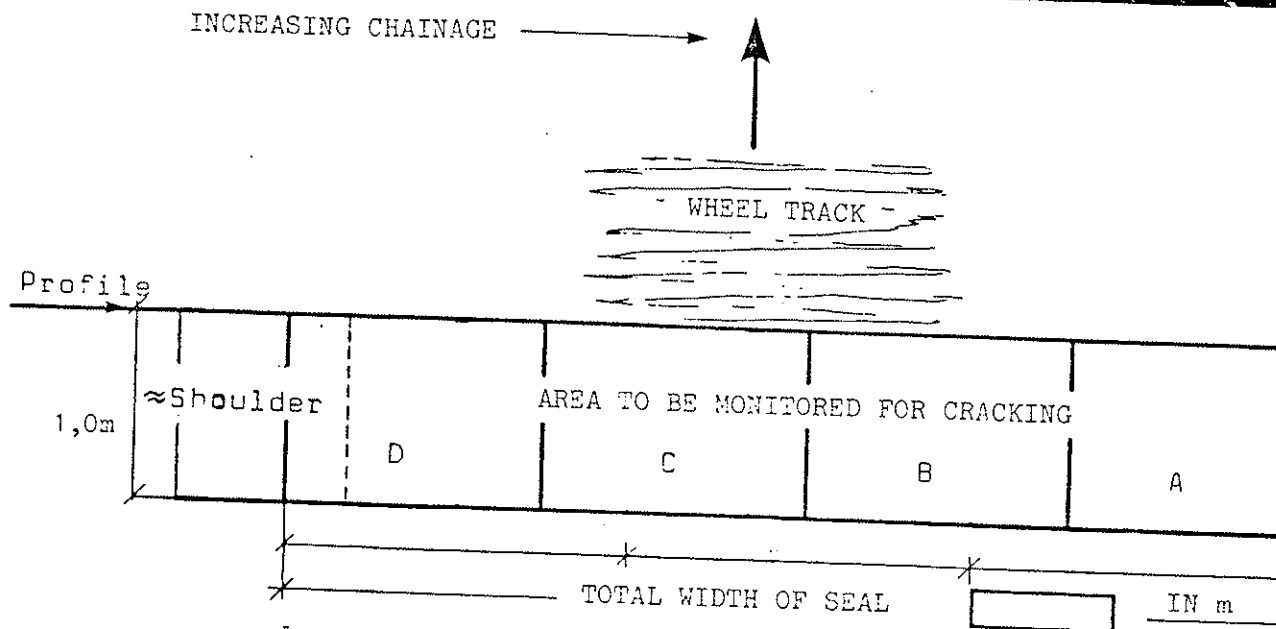 INCREASING CHAINAGE
- WHEEL TRACK -
Profile
≈Shoulder
AREA TO BE MONITORED FOR CRACKING
1,0m
D
C
B
A
TOTAL WIDTH OF SEAL
IN m